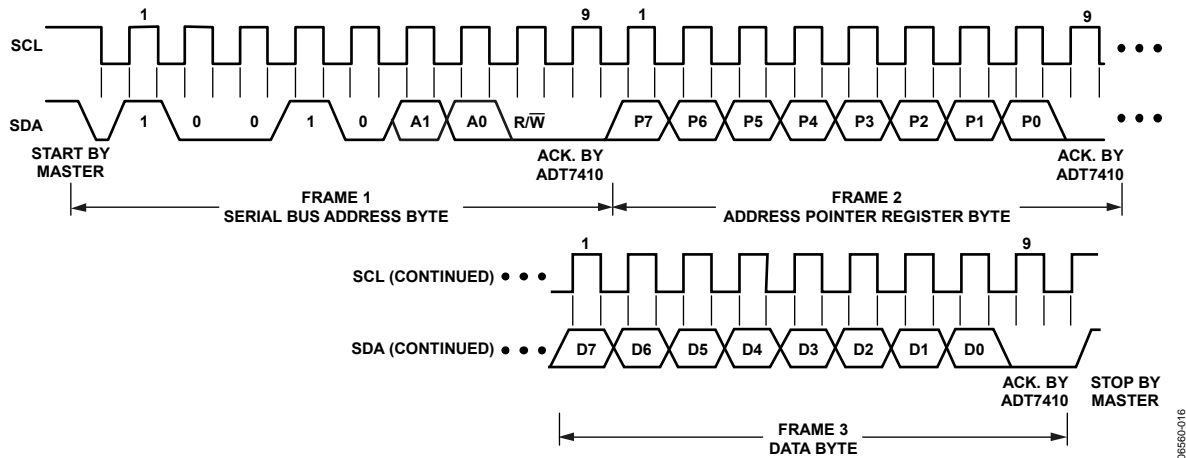 1 9 1 9
SCL
SDA 1 0 0 1 0 A1 A0 R/W̅ P7 P6 P5 P4 P3 P2 P1 P0
START BY
MASTER
ACK. BY
ADT7410
ACK. BY
ADT7410
FRAME 1
SERIAL BUS ADDRESS BYTE
FRAME 2
ADDRESS POINTER REGISTER BYTE
1 9
SCL (CONTINUED)
SDA (CONTINUED) D7 D6 D5 D4 D3 D2 D1 D0
ACK. BY
ADT7410
STOP BY
MASTER
FRAME 3
DATA BYTE
06560-016